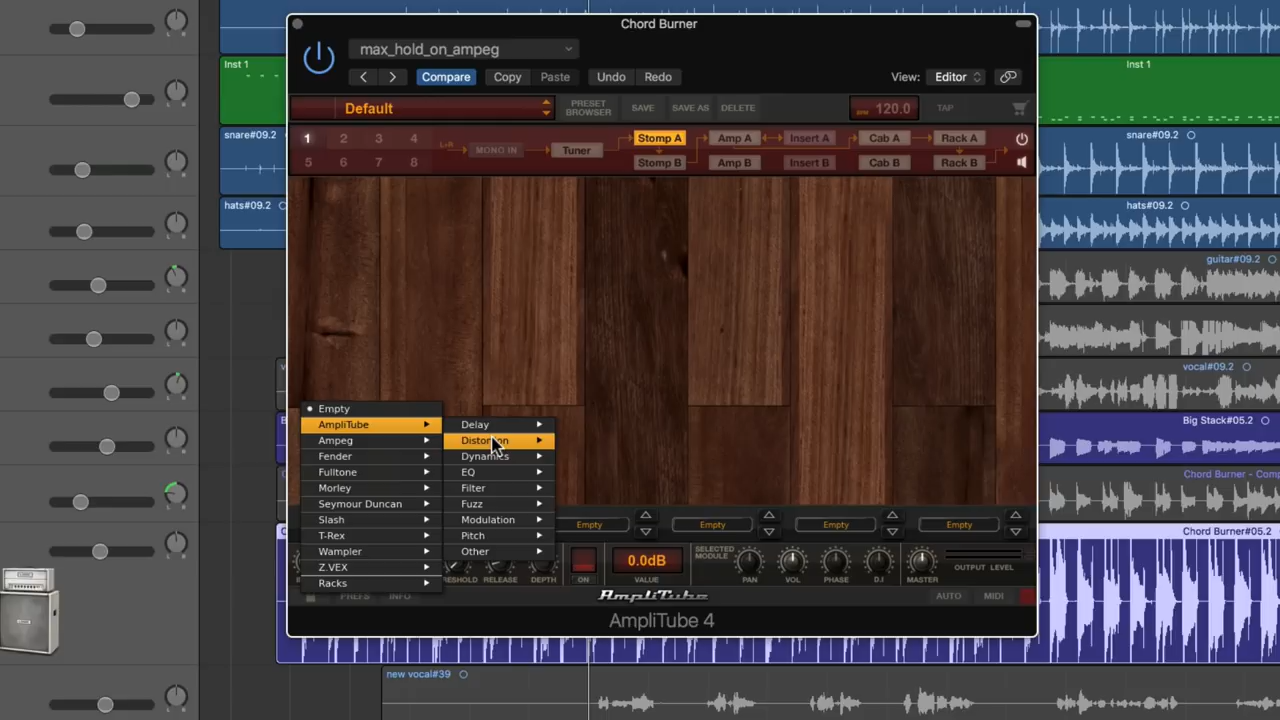 Chord Burner
max_hold_on_ampeg
Compare Copy Paste Undo Redo View: Editor
Default PRESET BROWSER SAVE SAVE AS DELETE BPM 120.0 TAP
1 2 3 4
5 6 7 8
L+R MONO IN Tuner
Stomp A Amp A Insert A Cab A Rack A
Stomp B Amp B Insert B Cab B Rack B
Inst 1
Inst 1
snare#09.2
snare#09.2
hats#09.2
hats#09.2
guitar#09.2
vocal#09.2
Big Stack#05.2
Chord Burner - Comp
Chord Burner#05.2
Empty
AmpliTube
Ampeg
Fender
Fulltone
Morley
Seymour Duncan
Slash
T-Rex
Wampler
Z.VEX
Racks
Delay
Distortion
Dynamics
EQ
Filter
Fuzz
Modulation
Pitch
Other
Empty Empty Empty Empty
RELEASE DEPTH ON
0.0dB
VALUE
SELECTED MODULE
PAN VOL PHASE D.I MASTER OUTPUT LEVEL
PREFS INFO AmpliTube AUTO MIDI
AmpliTube 4
new vocal#39